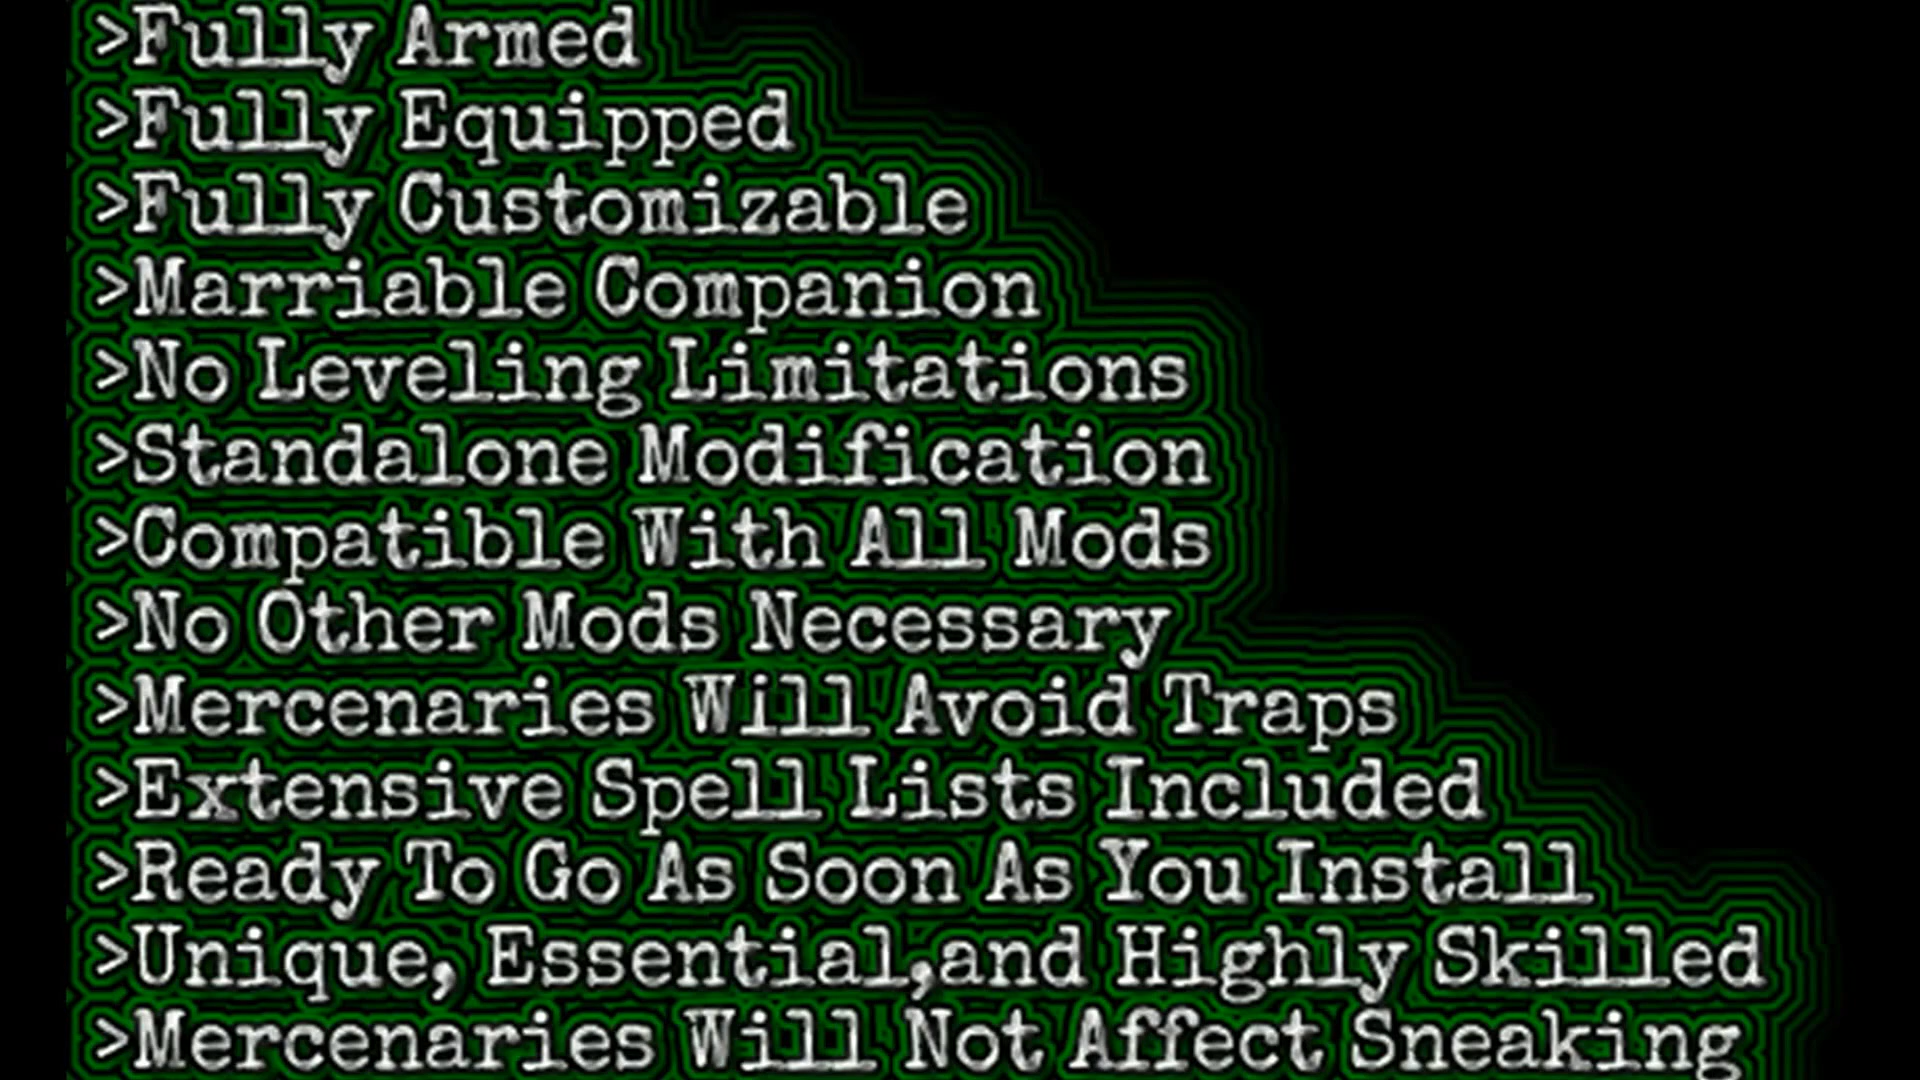 >Fully Armed
>Fully Equipped
>Fully Customizable
>Marriable Companion
>No Leveling Limitations
>Standalone Modification
>Compatible With All Mods
>No Other Mods Necessary
>Mercenaries Will Avoid Traps
>Extensive Spell Lists Included
>Ready To Go As Soon As You Install
>Unique, Essential,and Highly Skilled
>Mercenaries Will Not Affect Sneaking